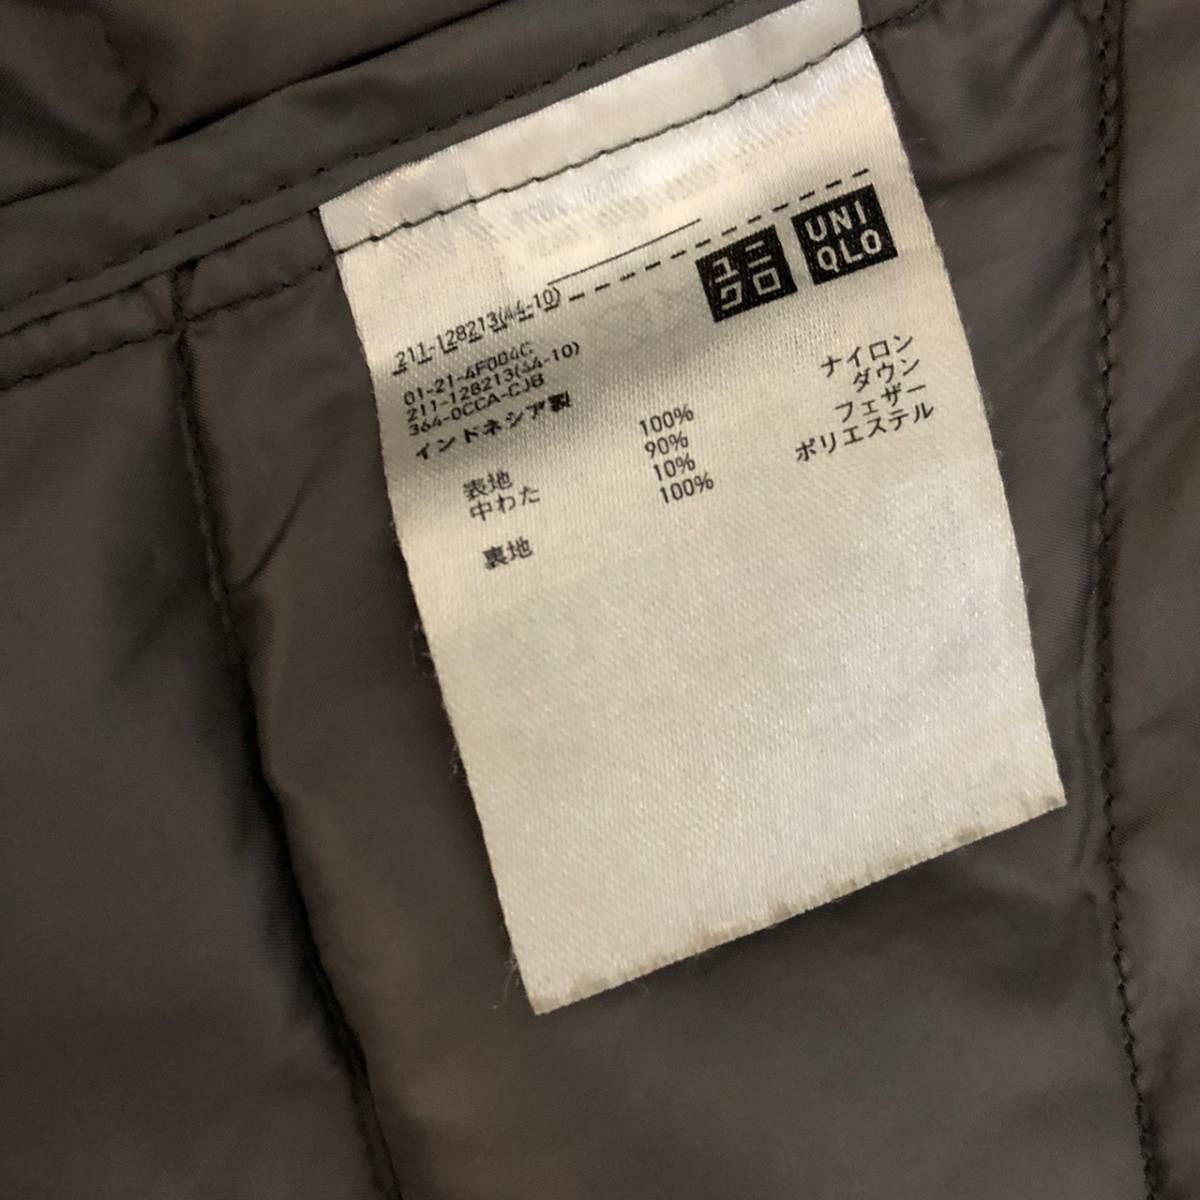 ユニ
クロ
UNI
QLO
211-128213(44-10)
01-21-4F004C
211-128213(44-10)
364-0CCA-CJB
インドネシア製
表地 100% ナイロン
中わた 90% ダウン
10% フェザー
裏地 100% ポリエステル